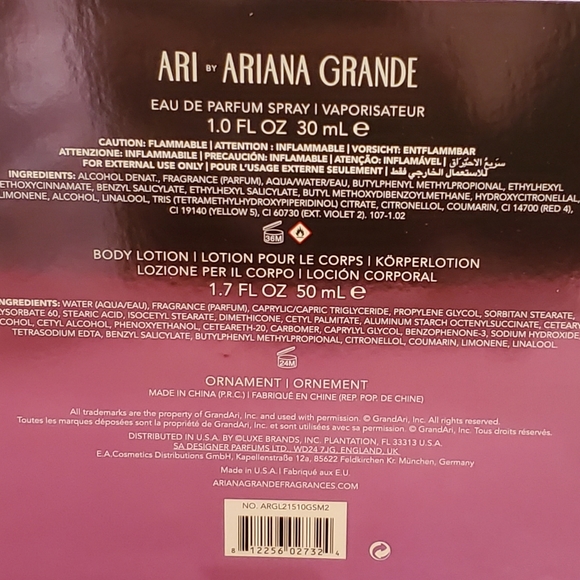 ARI BY ARIANA GRANDE
EAU DE PARFUM SPRAY | VAPORISATEUR
1.0 FL OZ 30 mL ℮
CAUTION: FLAMMABLE | ATTENTION : INFLAMMABLE | VORSICHT: ENTFLAMMBAR
ATTENZIONE: INFIAMMABILE | PRECAUCIÓN: INFLAMABLE | ATENÇÃO: INFLAMÁVEL | سريع الاحتراق
FOR EXTERNAL USE ONLY | POUR L'USAGE EXTERNE SEULEMENT | للاستعمال الخارجي فقط
INGREDIENTS: ALCOHOL DENAT., FRAGRANCE (PARFUM), AQUA/WATER/EAU, BUTYLPHENYL METHYLPROPIONAL, ETHYLHEXYL
ETHOXYCINNAMATE, BENZYL SALICYLATE, ETHYLHEXYL SALICYLATE, BUTYL METHOXYDIBENZOYLMETHANE, HYDROXYCITRONELLAL,
LIMONENE, ALCOHOL, LINALOOL, TRIS (TETRAMETHYLHYDROXYPIPERIDINOL) CITRATE, CITRONELLOL, COUMARIN, CI 14700 (RED 4),
CI 19140 (YELLOW 5), CI 60730 (EXT. VIOLET 2). 107-1.02
36M
BODY LOTION | LOTION POUR LE CORPS | KÖRPERLOTION
LOZIONE PER IL CORPO | LOCIÓN CORPORAL
1.7 FL OZ 50 mL ℮
INGREDIENTS: WATER (AQUA/EAU), FRAGRANCE (PARFUM), CAPRYLIC/CAPRIC TRIGLYCERIDE, PROPYLENE GLYCOL, SORBITAN STEARATE,
YSORBATE 60, STEARIC ACID, ISOCETYL STEARATE, DIMETHICONE, CETYL PALMITATE, ALUMINUM STARCH OCTENYLSUCCINATE, CETEARY
COHOL, CETYL ALCOHOL, PHENOXYETHANOL, CETEARETH-20, CARBOMER, CAPRYLYL GLYCOL, BENZOPHENONE-3, SODIUM HYDROXIDE
TETRASODIUM EDTA, BENZYL SALICYLATE, BUTYLPHENYL METHYLPROPIONAL, CITRONELLOL, COUMARIN, LIMONENE, LINALOOL.
24M
ORNAMENT | ORNEMENT
MADE IN CHINA (P.R.C.) | FABRIQUÉ EN CHINE (REP. POP. DE CHINE)
All trademarks are the property of GrandAri, Inc. and used with permission. © GrandAri, Inc. All rights reserved.
Toutes les marques déposées sont la propriété de GrandAri, Inc. et sont utilisées avec sa permission. © GrandAri, Inc. Tous droits réservés.
DISTRIBUTED IN U.S.A. BY ©LUXE BRANDS, INC. PLANTATION, FL 33313 U.S.A.
SA DESIGNER PARFUMS LTD., WD24 7JG, ENGLAND, UK
E.A.Cosmetics Distributions GmbH, Kapellenstraße 12a, 85622 Feldkirchen Kr. München, Germany
Made in U.S.A. | Fabriqué aux E.U.
ARIANAGRANDEFRAGRANCES.COM
NO. ARGL21510GSM2
8 12256 02732 4